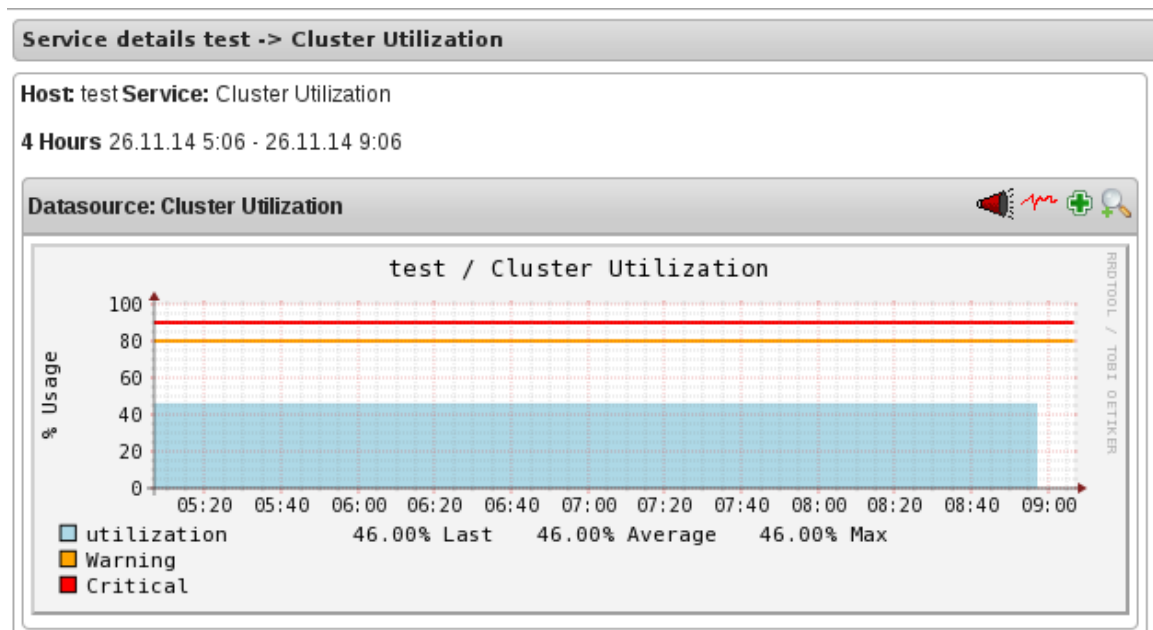 Service details test -> Cluster Utilization
Host: test Service: Cluster Utilization
4 Hours 26.11.14 5:06 - 26.11.14 9:06
Datasource: Cluster Utilization
test / Cluster Utilization
RRDTOOL / TOBI OETIKER
% Usage
100
80
60
40
20
0
05:20 05:40 06:00 06:20 06:40 07:00 07:20 07:40 08:00 08:20 08:40 09:00
utilization 46.00% Last 46.00% Average 46.00% Max
Warning
Critical